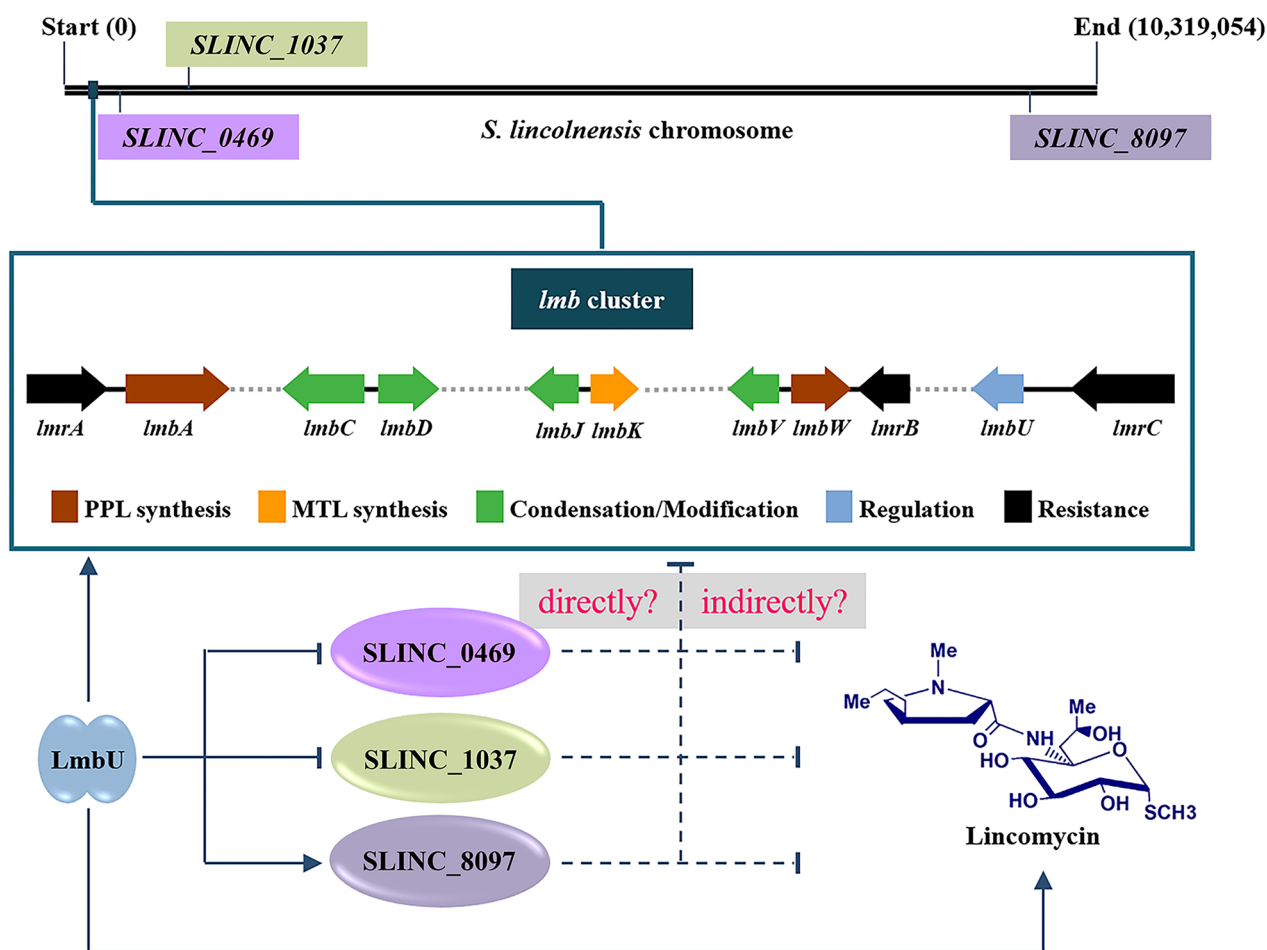 Start (0)
SLINC_1037
End (10,319,054)
SLINC_0469
S. lincolnensis chromosome
SLINC_8097
lmb cluster
lmrA
lmbA
lmbC
lmbD
lmbJ
lmbK
lmbV
lmbW
lmrB
lmbU
lmrC
PPL synthesis
MTL synthesis
Condensation/Modification
Regulation
Resistance
directly?
indirectly?
SLINC_0469
LmbU
SLINC_1037
SLINC_8097
Me
N
Me
Me
O
NH
OH
O
HO
HO
OH
SCH3
Lincomycin